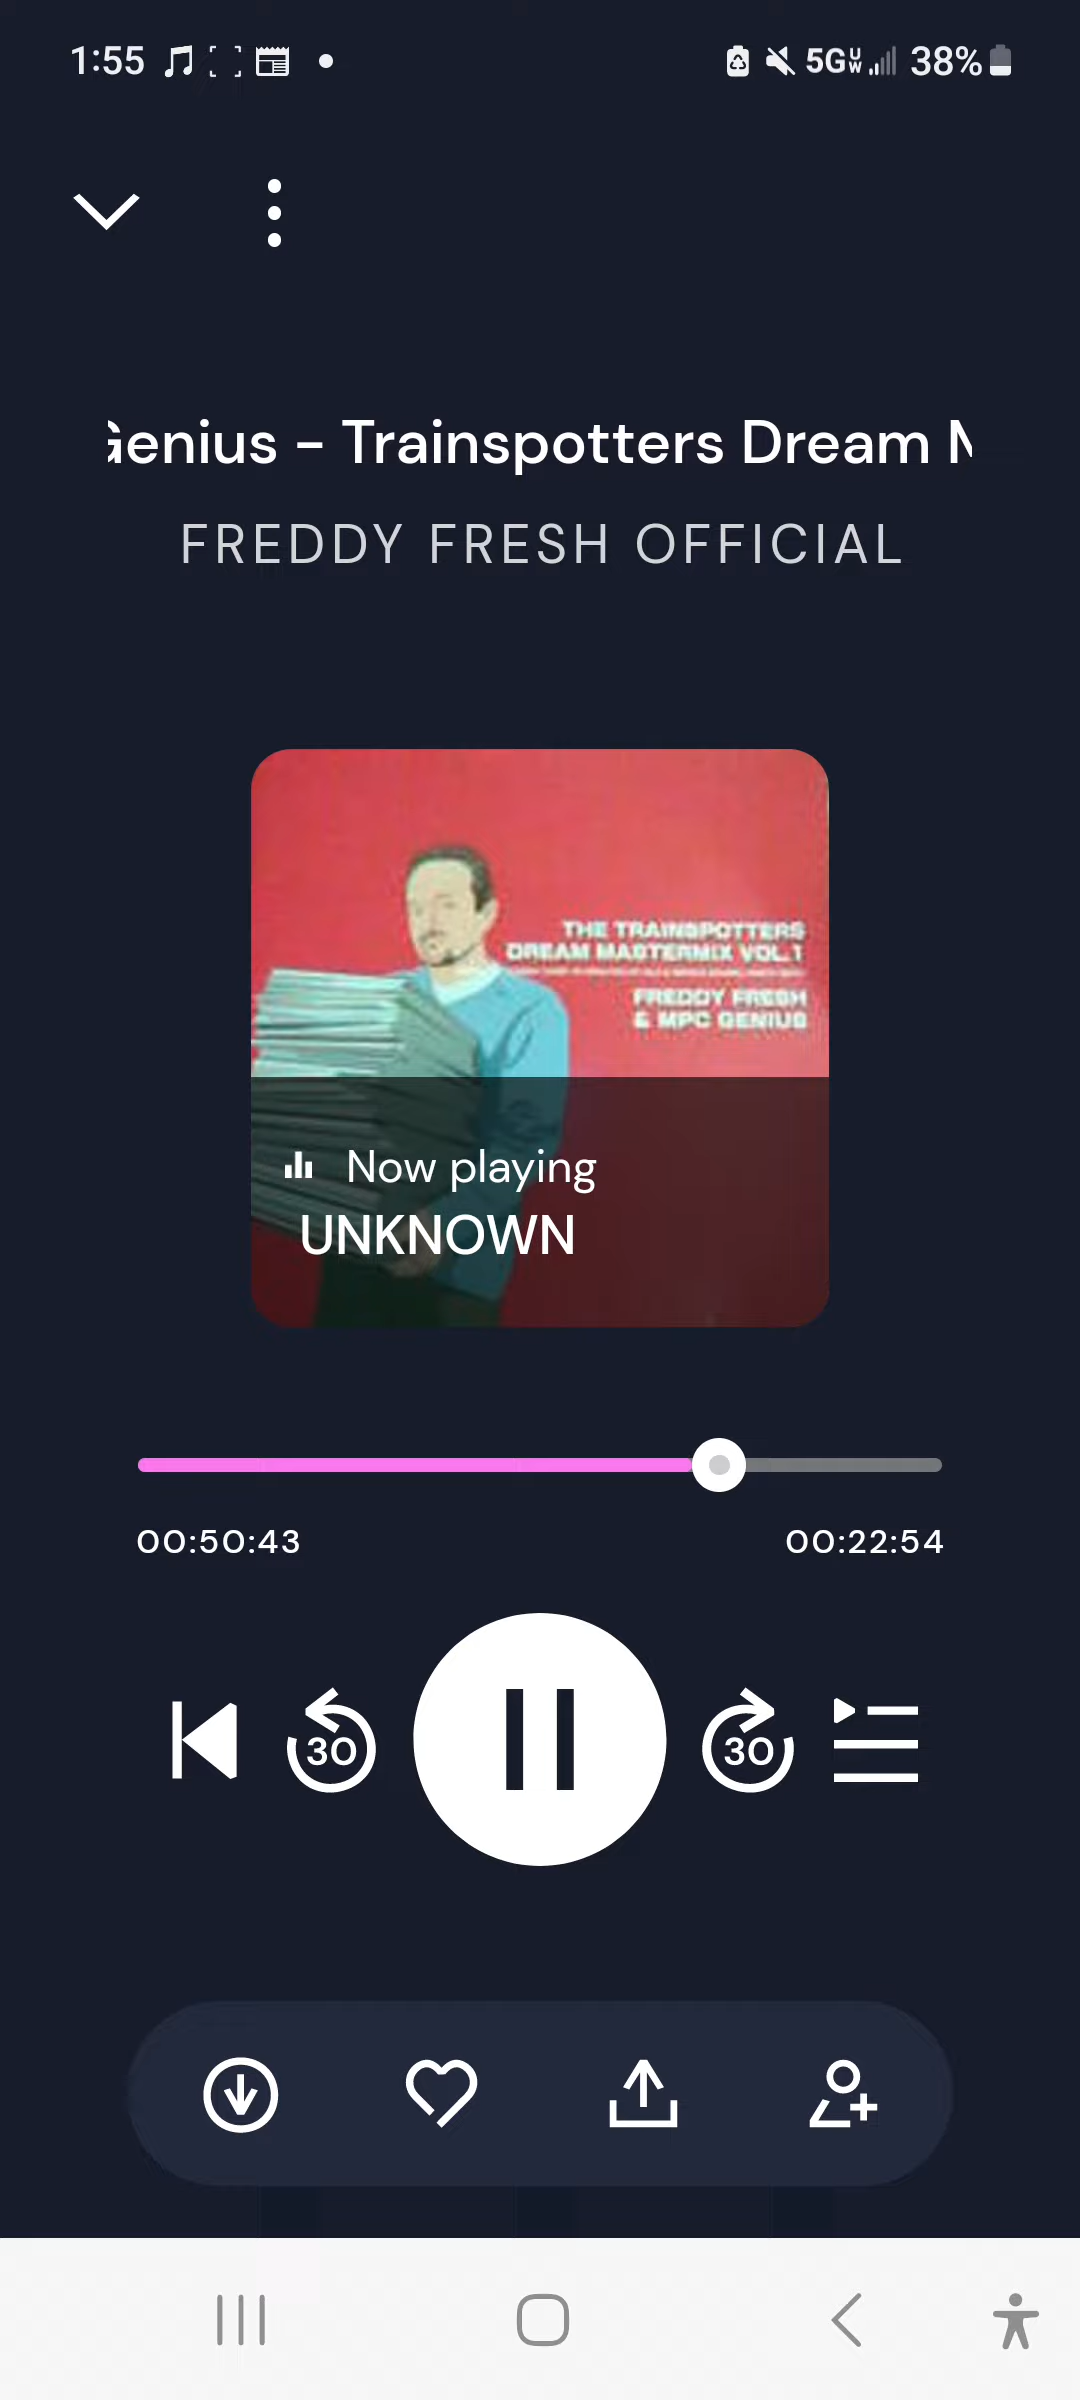 1:55
5G UW 38%
Genius - Trainspotters Dream M
FREDDY FRESH OFFICIAL
THE TRAINSPOTTERS
DREAM MASTERMIX VOL.1
FREDDY FRESH
& MPC GENIUS
Now playing
UNKNOWN
00:50:43 00:22:54
30 30